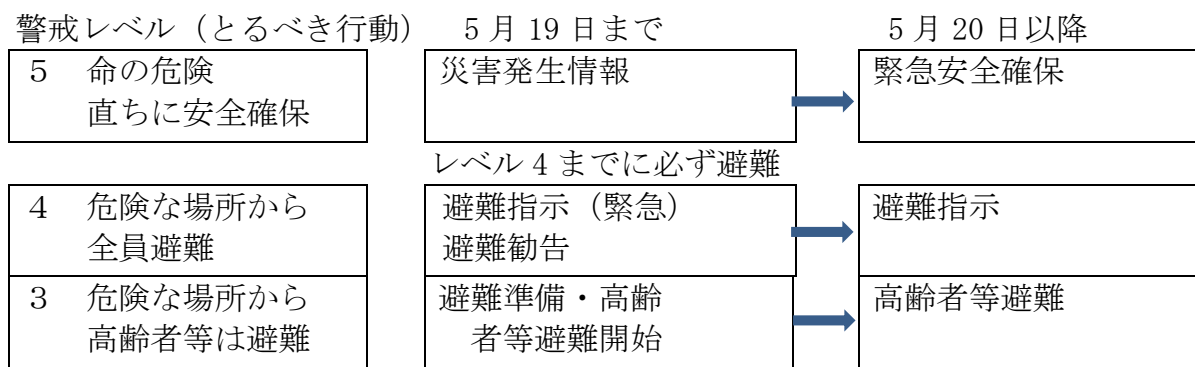 警戒レベル（とるべき行動） 5月19日まで 5月20日以降
5 命の危険 災害発生情報 緊急安全確保
直ちに安全確保
レベル4までに必ず避難
4 危険な場所から 避難指示（緊急） 避難指示
全員避難 避難勧告
3 危険な場所から 避難準備・高齢 高齢者等避難
高齢者等は避難 者等避難開始